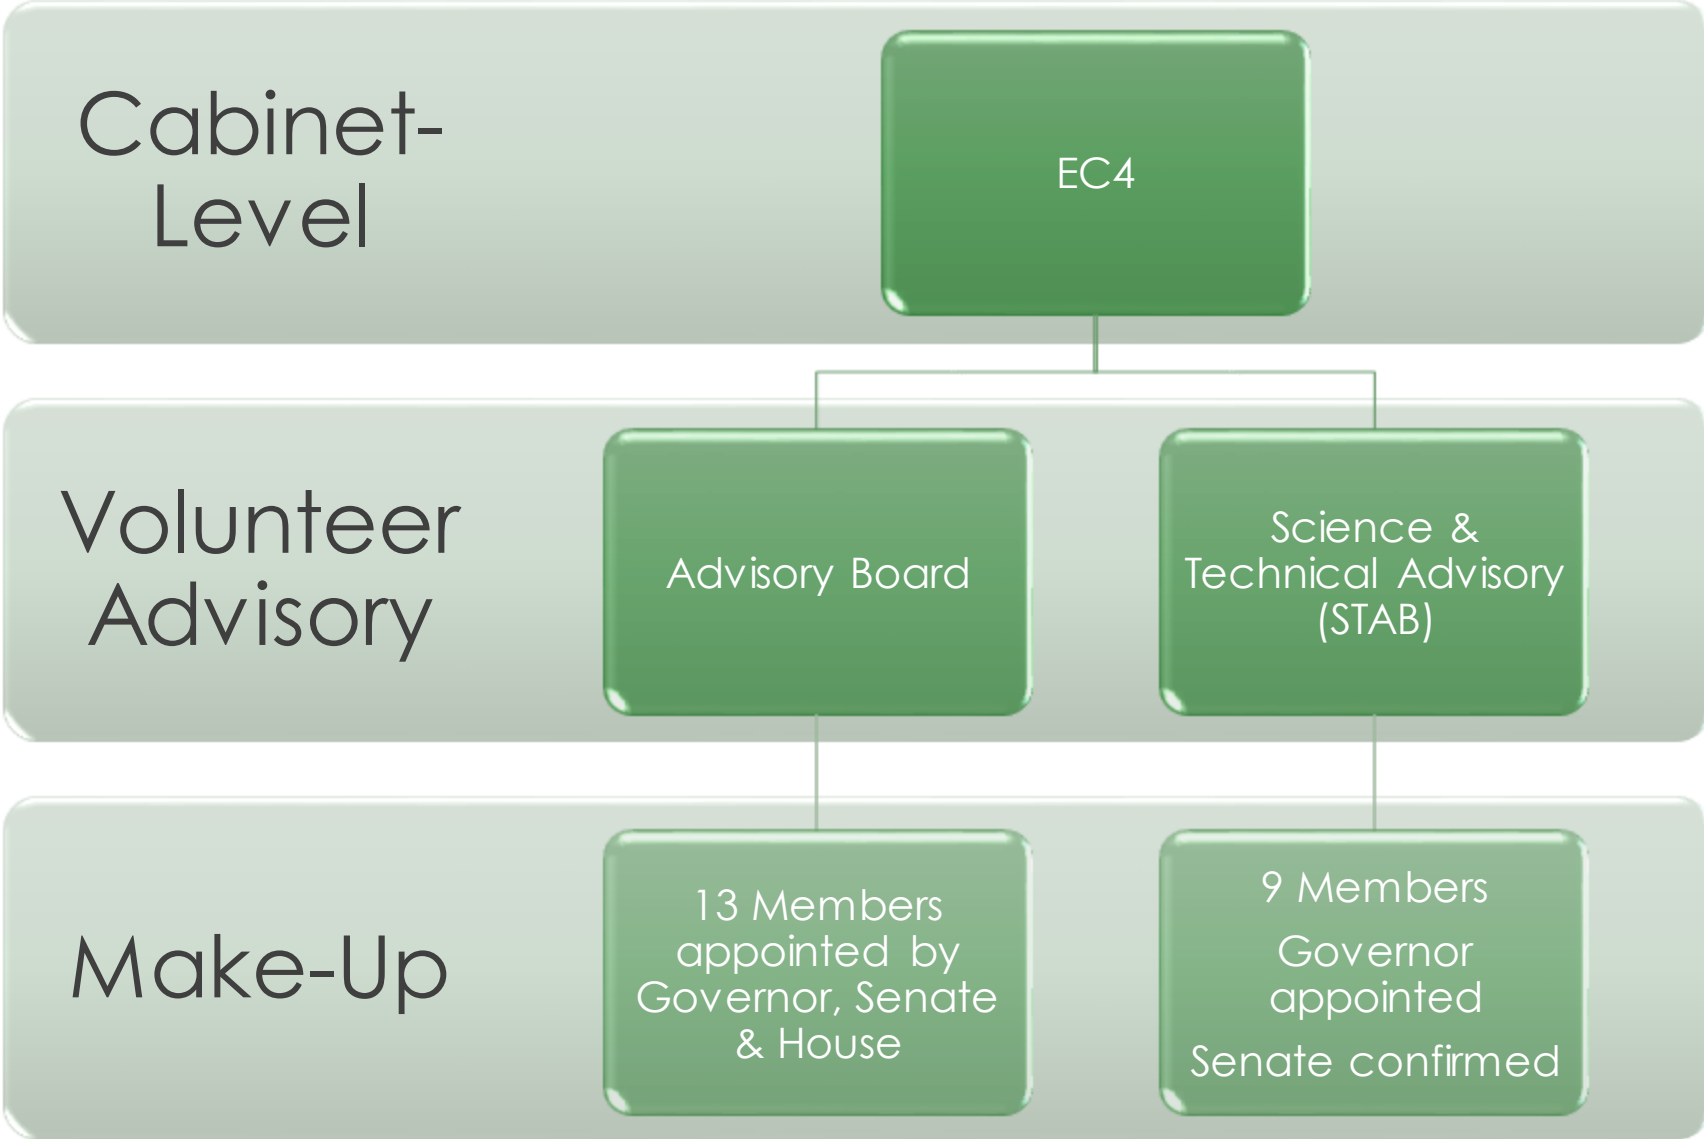 Cabinet-
Level
EC4
Volunteer
Advisory
Advisory Board
Science &
Technical Advisory
(STAB)
Make-Up
13 Members
appointed by
Governor, Senate
& House
9 Members
Governor
appointed
Senate confirmed